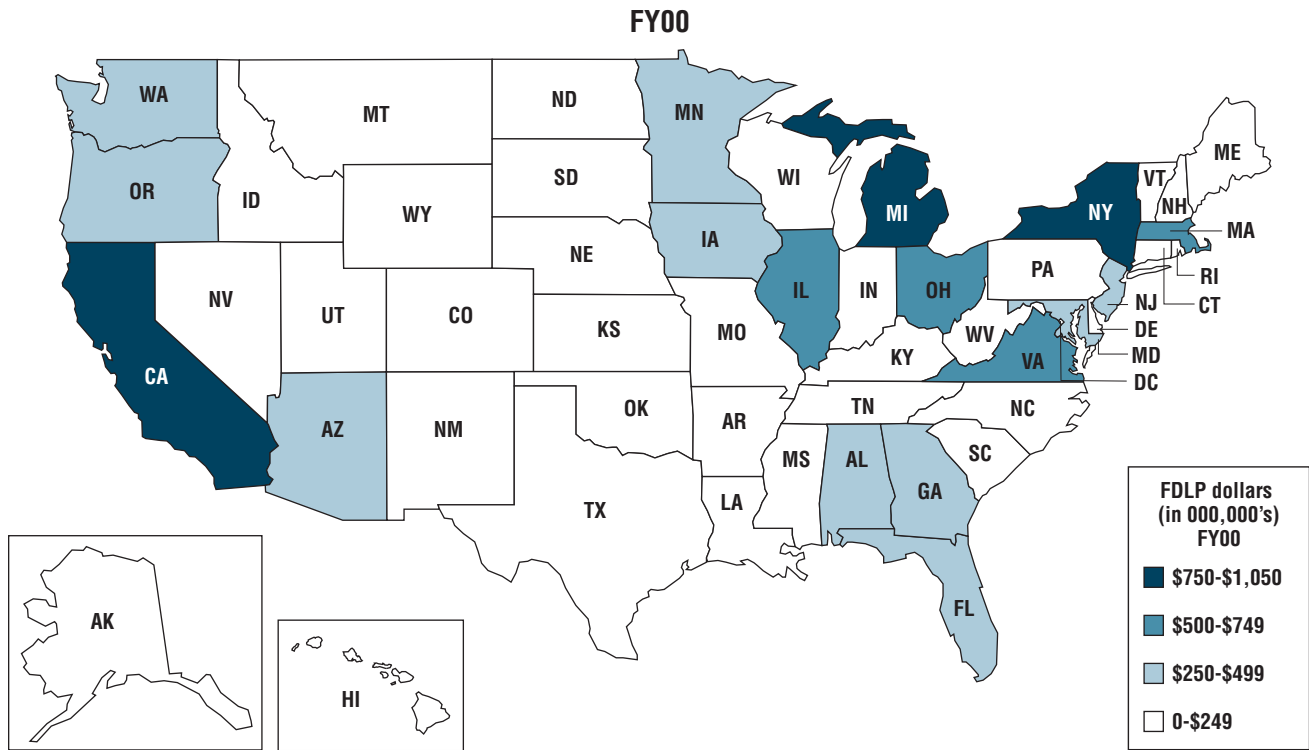 FY00
WA
MT
ND
MN
ME
OR
ID
SD
WI
VT
NH
WY
MI
NY
MA
IA
NE
PA
RI
NV
UT
CO
IL
IN
OH
NJ
CT
KS
MO
WV
DE
CA
KY
VA
MD
DC
AZ
NM
OK
AR
TN
NC
MS
AL
GA
SC
TX
LA
FL
AK
HI
FDLP dollars
(in 000,000's)
FY00
$750-$1,050
$500-$749
$250-$499
0-$249